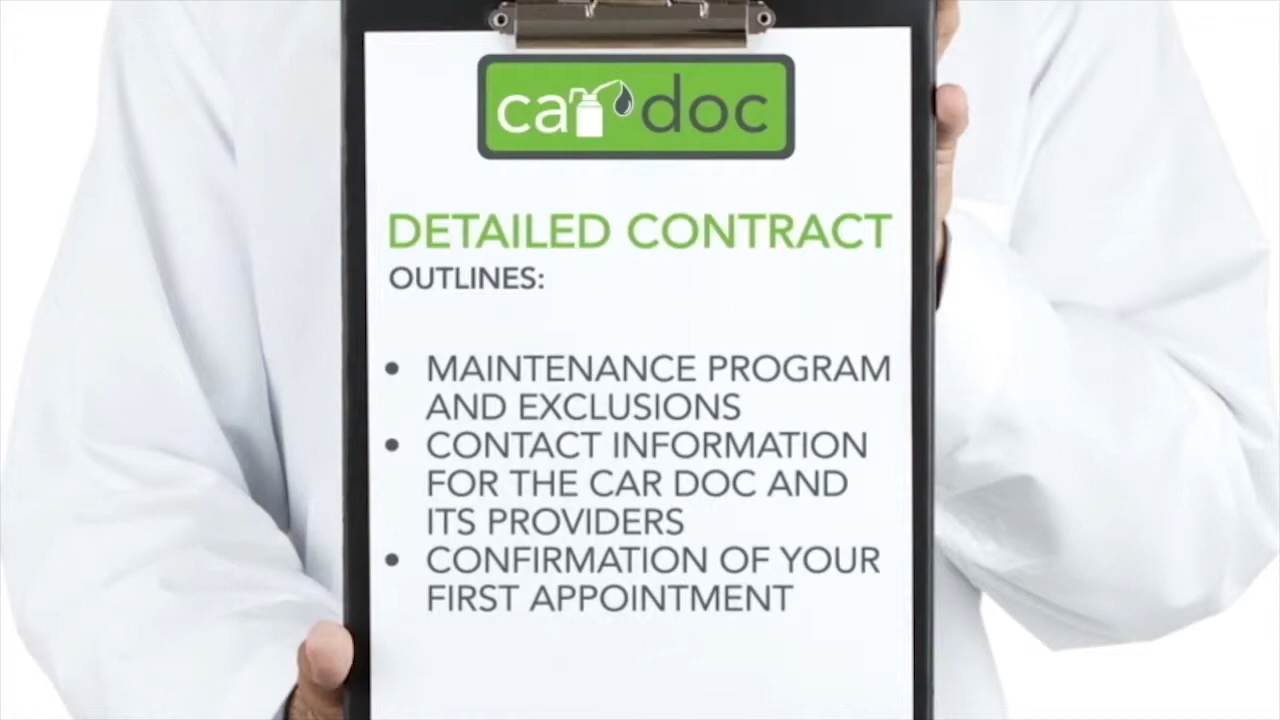 car doc
DETAILED CONTRACT
OUTLINES:
• MAINTENANCE PROGRAM
AND EXCLUSIONS
• CONTACT INFORMATION
FOR THE CAR DOC AND
ITS PROVIDERS
• CONFIRMATION OF YOUR
FIRST APPOINTMENT